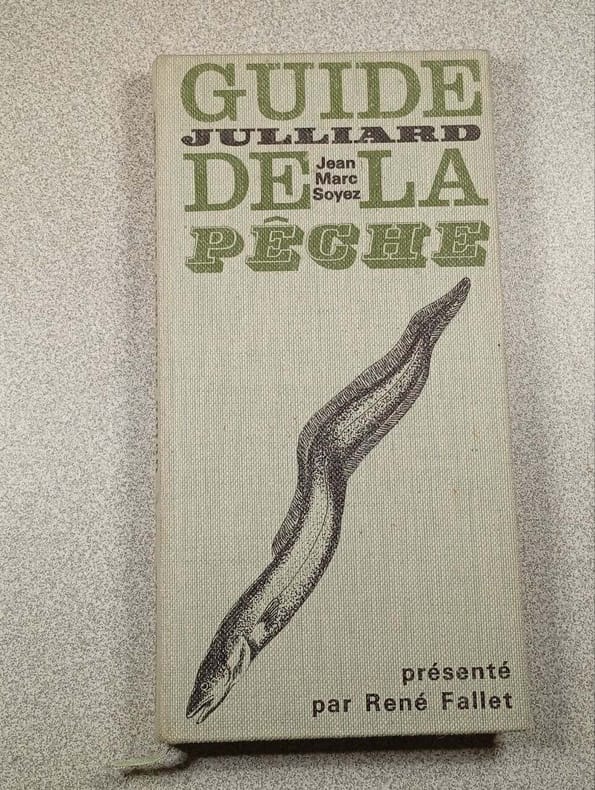 GUIDE
JULLIARD
DE LA
Jean
Marc
Soyez
PÊCHE
présenté
par René Fallet